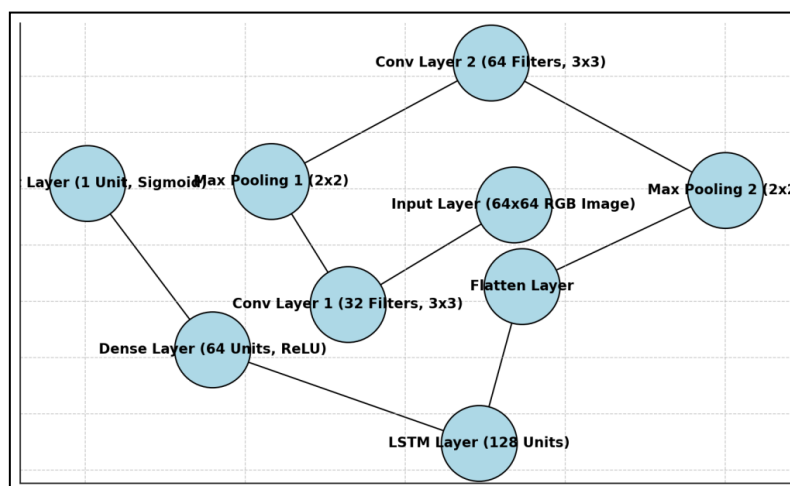 Conv Layer 2 (64 Filters, 3x3)
Layer (1 Unit, Sigmoid)
Max Pooling 1 (2x2)
Max Pooling 2 (2x2
Input Layer (64x64 RGB Image)
Flatten Layer
Conv Layer 1 (32 Filters, 3x3)
Dense Layer (64 Units, ReLU)
LSTM Layer (128 Units)